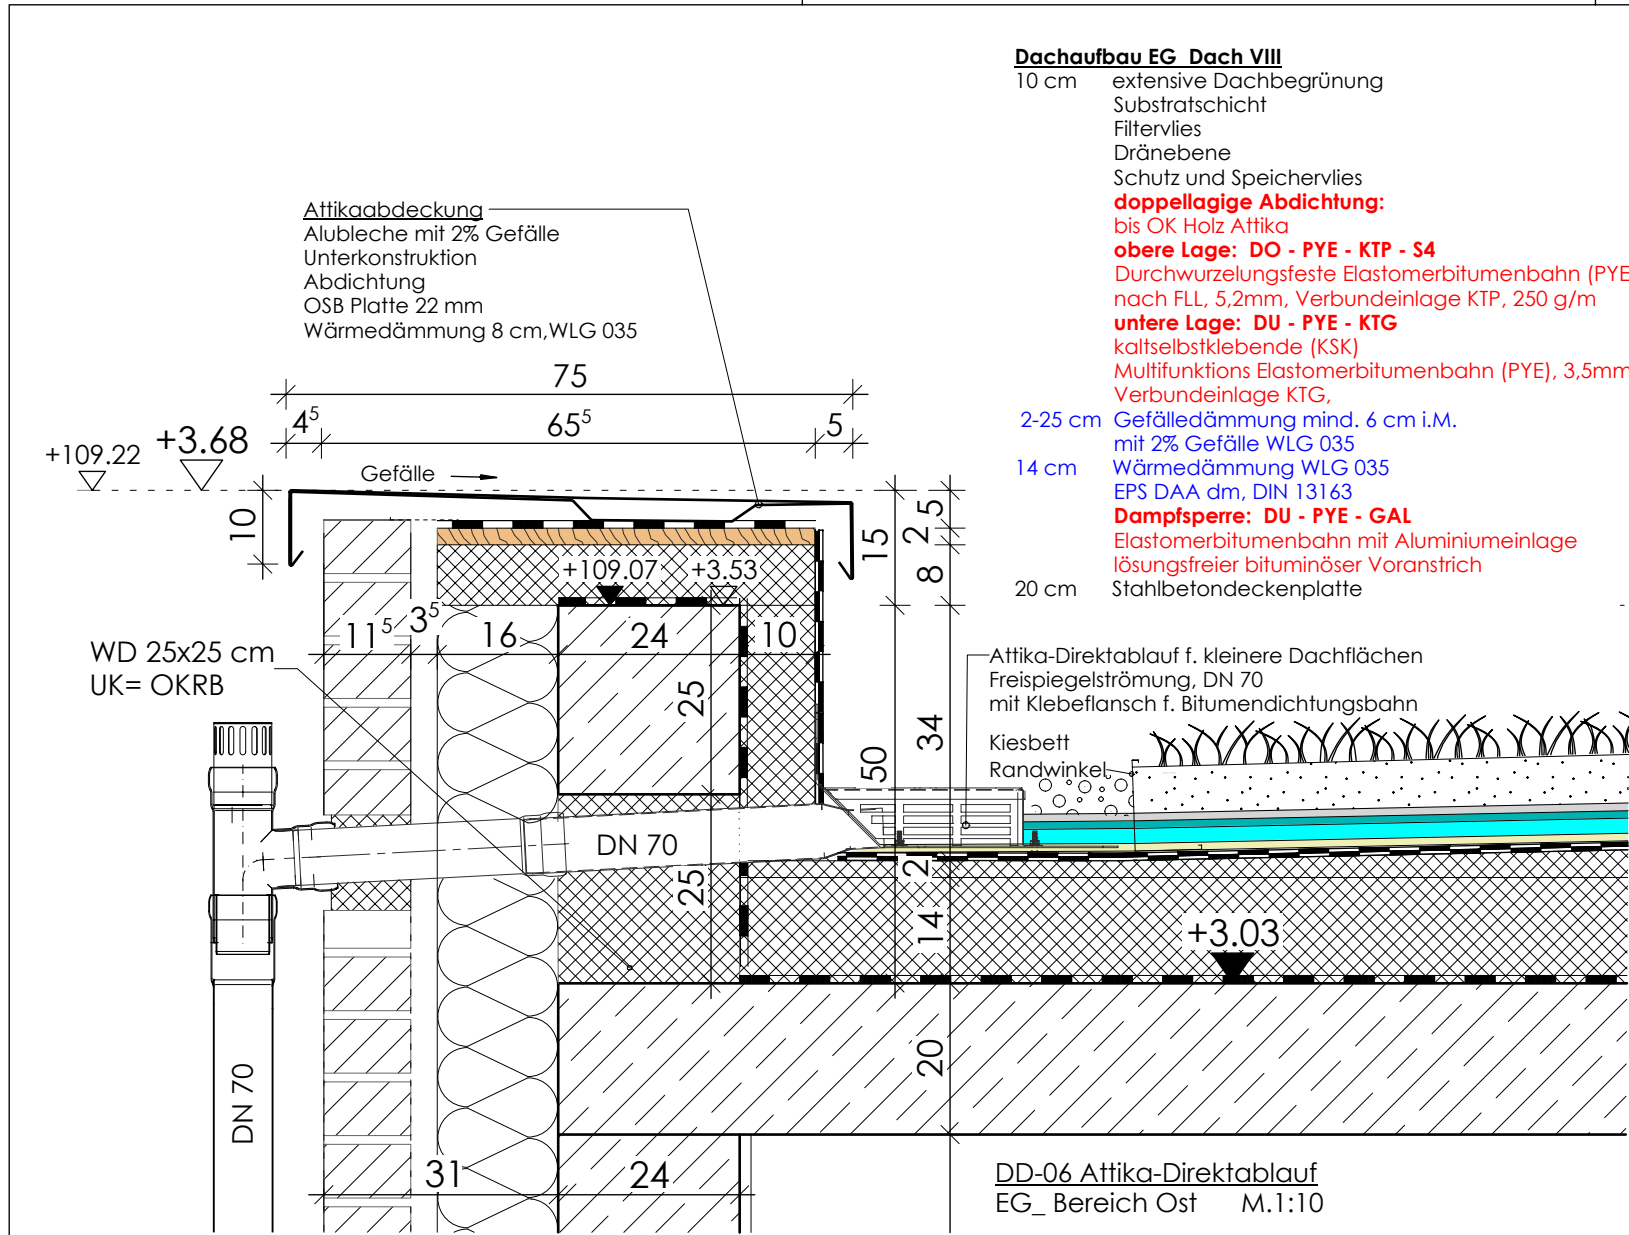 Dachaufbau EG  Dach VIII
10 cm extensive Dachbegrünung
Substratschicht
Filtervlies
Dränebene
Schutz und Speichervlies
doppellagige Abdichtung:
bis OK Holz Attika
obere Lage:  DO - PYE - KTP - S4
Durchwurzelungsfeste Elastomerbitumenbahn (PYE
nach FLL, 5,2mm, Verbundeinlage KTP, 250 g/m
untere Lage:  DU - PYE - KTG
kaltselbstklebende (KSK)
Multifunktions Elastomerbitumenbahn (PYE), 3,5mm
Verbundeinlage KTG,
2-25 cm Gefälledämmung mind. 6 cm i.M.
mit 2% Gefälle WLG 035
14 cm Wärmedämmung WLG 035
EPS DAA dm, DIN 13163
Dampfsperre:  DU - PYE - GAL
Elastomerbitumenbahn mit Aluminiumeinlage
lösungsfreier bituminöser Voranstrich
20 cm Stahlbetondeckenplatte
Attikaabdeckung
Alubleche mit 2% Gefälle
Unterkonstruktion
Abdichtung
OSB Platte 22 mm
Wärmedämmung 8 cm,WLG 035
75
4⁵ 65⁵ 5
+109.22 +3.68
Gefälle
10
15
5
2
8
+109.07 +3.53
11⁵ 3⁵ 16 24 10
WD 25x25 cm
UK= OKRB
25
50
34
Attika-Direktablauf f. kleinere Dachflächen
Freispiegelströmung, DN 70
mit Klebeflansch f. Bitumendichtungsbahn
Kiesbett
Randwinkel
DN 70
25
2
14
+3.03
20
DN 70
31 24
DD-06 Attika-Direktablauf
EG_ Bereich Ost M.1:10